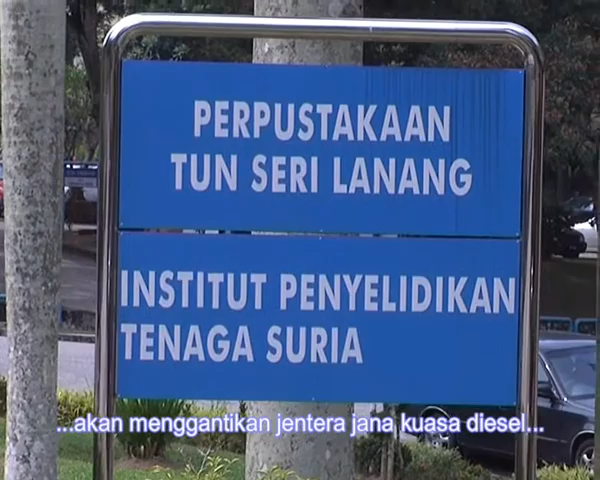 PERPUSTAKAAN
TUN SERI LANANG
INSTITUT PENYELIDIKAN
TENAGA SURIA
...akan menggantikan jentera jana kuasa diesel...